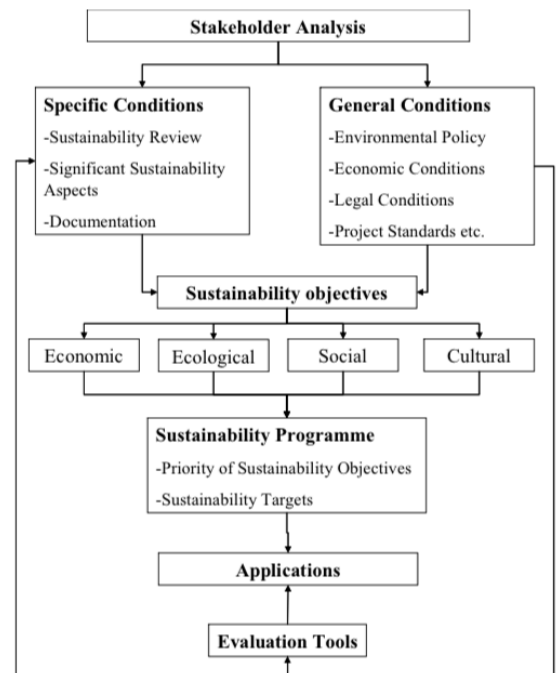 Stakeholder Analysis
Specific Conditions
-Sustainability Review
-Significant Sustainability
Aspects
-Documentation
General Conditions
-Environmental Policy
-Economic Conditions
-Legal Conditions
-Project Standards etc.
Sustainability objectives
Economic
Ecological
Social
Cultural
Sustainability Programme
-Priority of Sustainability Objectives
-Sustainability Targets
Applications
Evaluation Tools